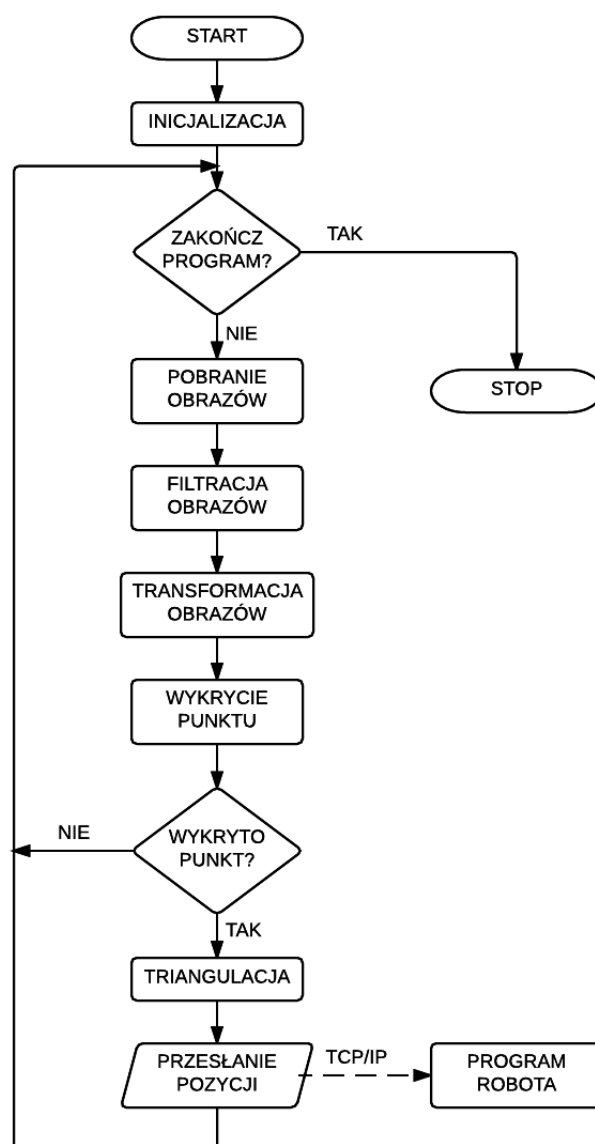 START
INICJALIZACJA
ZAKOŃCZ
PROGRAM?
TAK
NIE
STOP
POBRANIE
OBRAZÓW
FILTRACJA
OBRAZÓW
TRANSFORMACJA
OBRAZÓW
WYKRYCIE
PUNKTU
NIE
WYKRYTO
PUNKT?
TAK
TRIANGULACJA
PRZESŁANIE
POZYCJI
TCP/IP
PROGRAM
ROBOTA